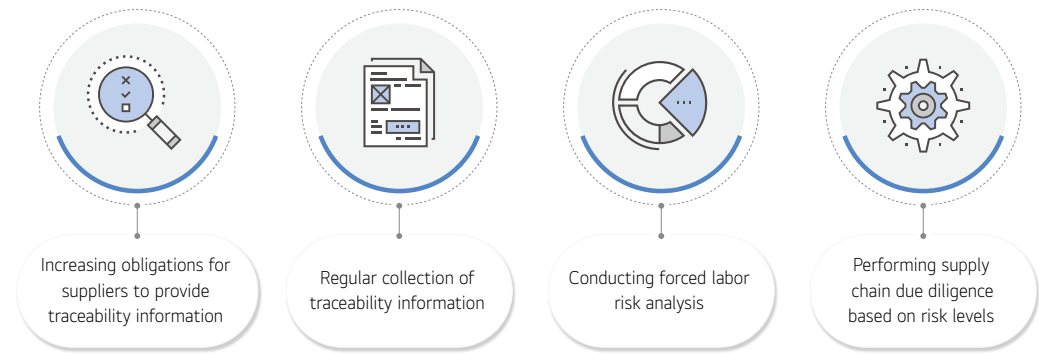 Increasing obligations for
suppliers to provide
traceability information
Regular collection of
traceability information
Conducting forced labor
risk analysis
Performing supply
chain due diligence
based on risk levels